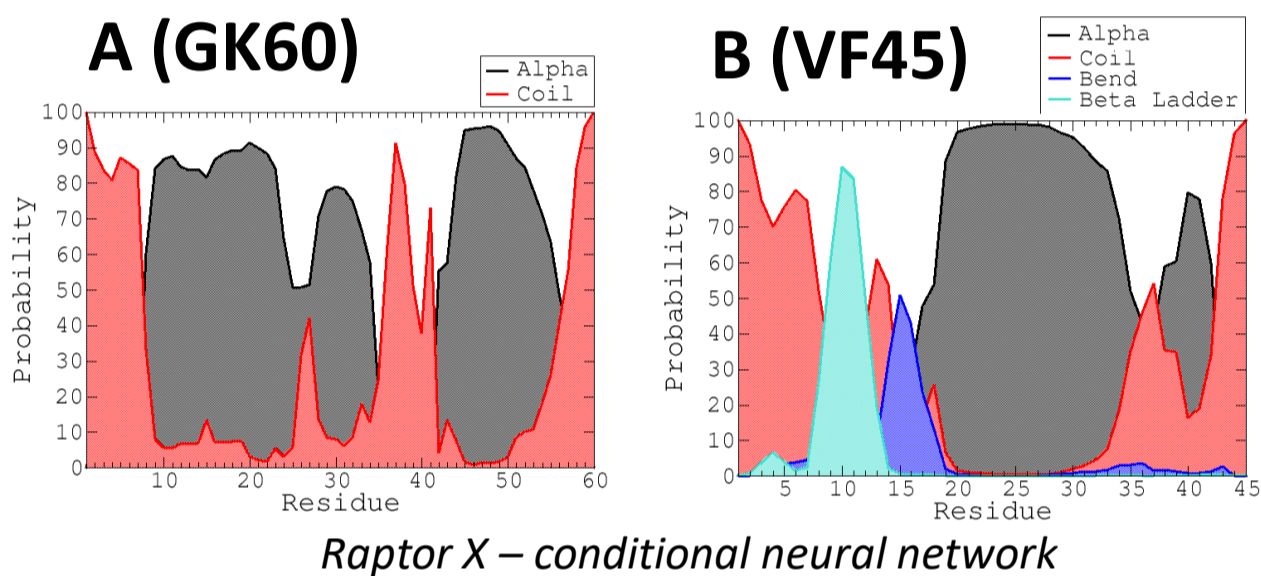 A (GK60)
Alpha
Coil
100
90
80
70
60
50
40
30
20
10
0
Probability
10 20 30 40 50 60
Residue
B (VF45)
Alpha
Coil
Bend
Beta Ladder
100
90
80
70
60
50
40
30
20
10
0
Probability
5 10 15 20 25 30 35 40 45
Residue
Raptor X – conditional neural network